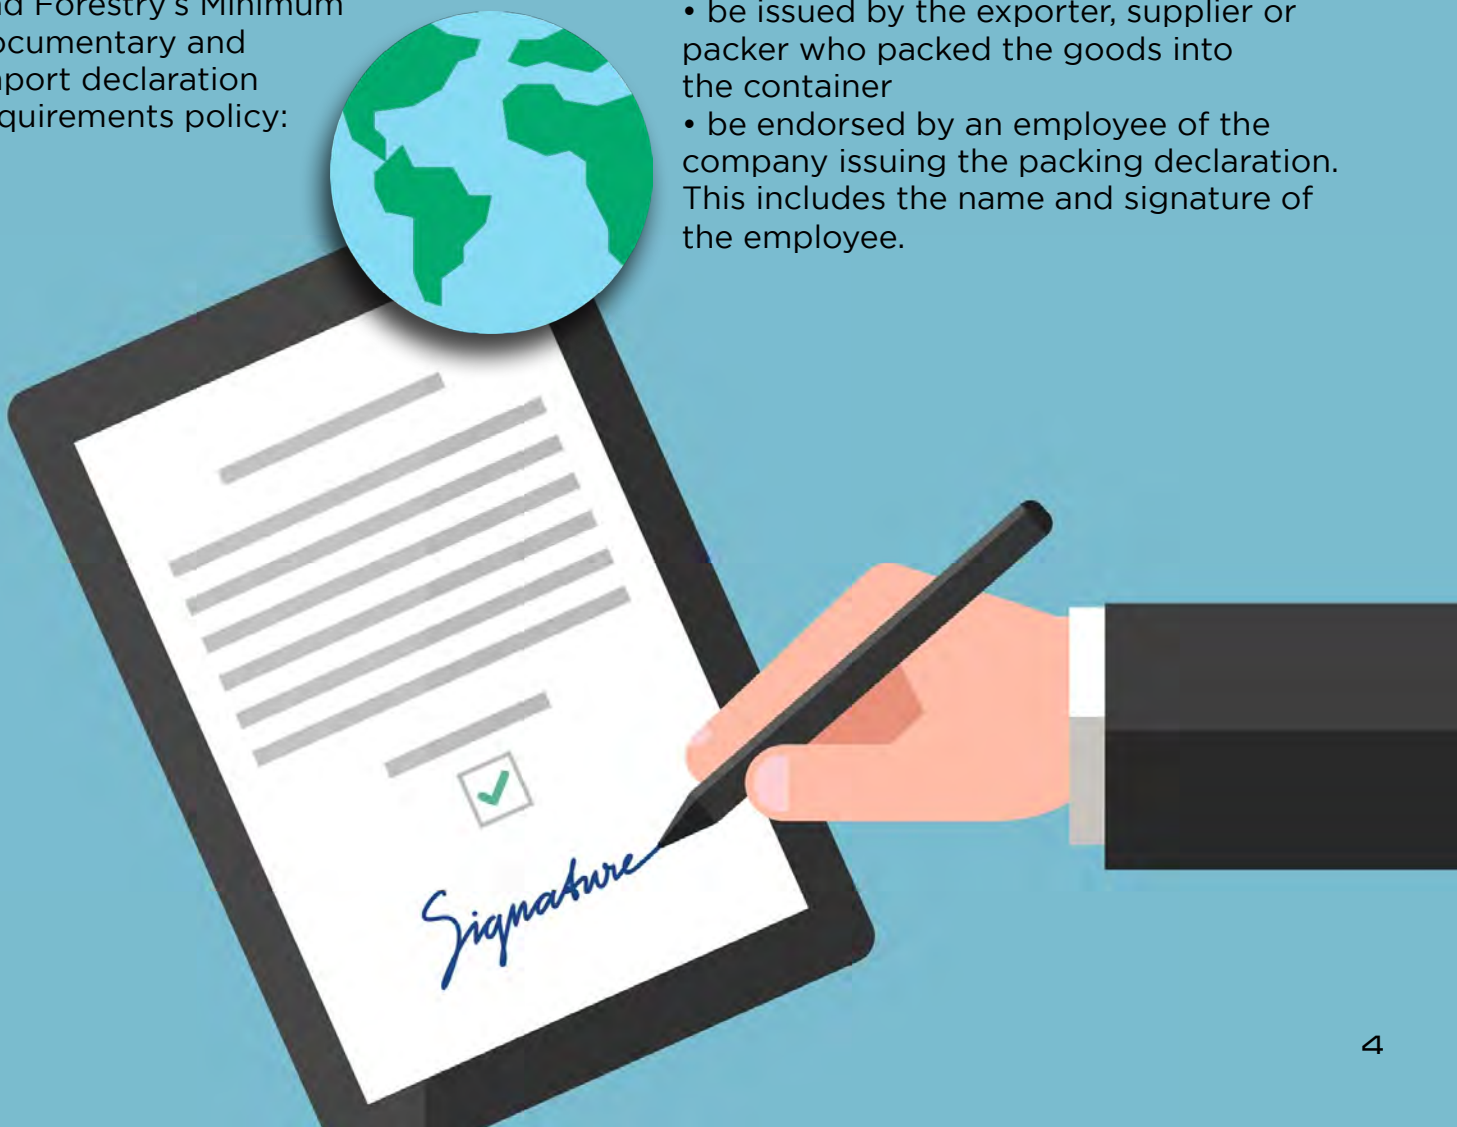 nd Forestry's Minimum
ocumentary and
port declaration
quirements policy:
• be issued by the exporter, supplier or
packer who packed the goods into
the container
• be endorsed by an employee of the
company issuing the packing declaration.
This includes the name and signature of
the employee.
Signature
4